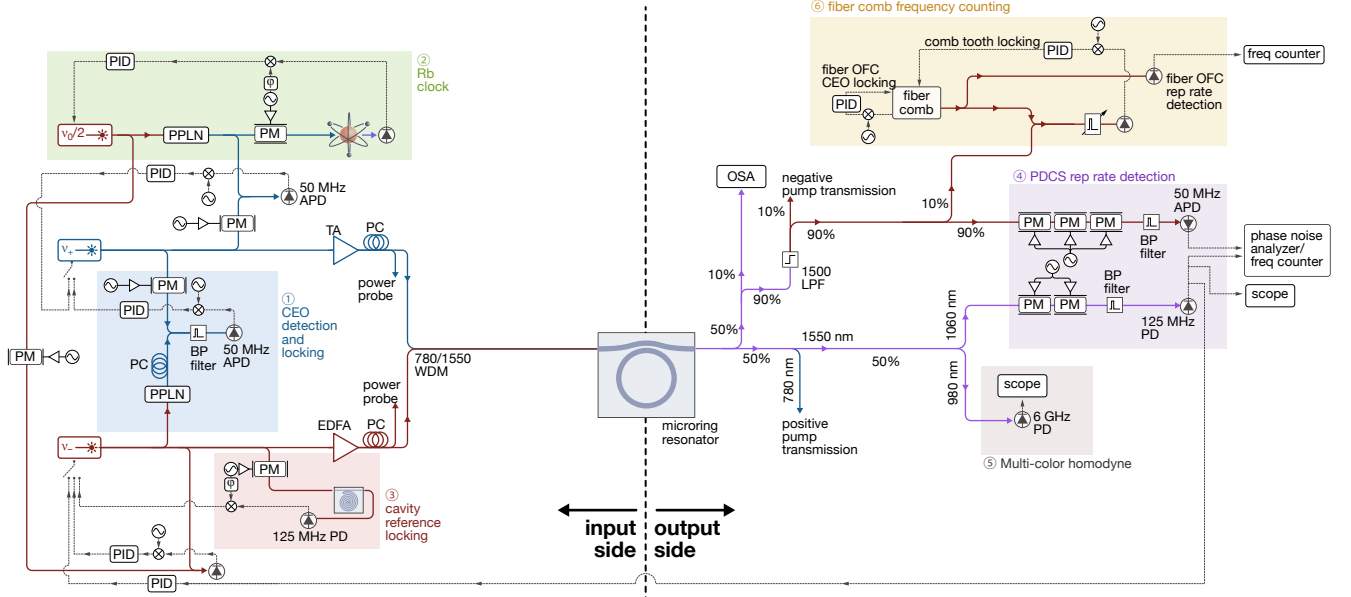 ⑥ fiber comb frequency counting
comb tooth locking
PID
freq counter
fiber OFC
CEO locking
PID
fiber
comb
fiber OFC
rep rate
detection
② Rb
clock
PID
φ
ν₀/2
PPLN
PM
PID
50 MHz
APD
PM
ν₊
TA
PC
power
probe
PM
① CEO
detection
and
locking
PID
BP
filter
50 MHz
APD
PC
PPLN
PM
780/1550
WDM
power
probe
ν₋
EDFA
PC
PM
φ
③ cavity
reference
locking
125 MHz PD
PID
PID
microring
resonator
input
side
output
side
OSA
negative
pump
transmission
10%
10%
90%
10%
90%
1500
LPF
10%
90%
50%
50%
1550 nm
50%
780 nm
positive
pump
transmission
④ PDCS rep rate detection
50 MHz
APD
PM
PM
PM
BP
filter
BP
filter
PM
PM
125 MHz
PD
1060 nm
980 nm
phase noise
analyzer/
freq counter
scope
scope
6 GHz
PD
⑤ Multi-color homodyne